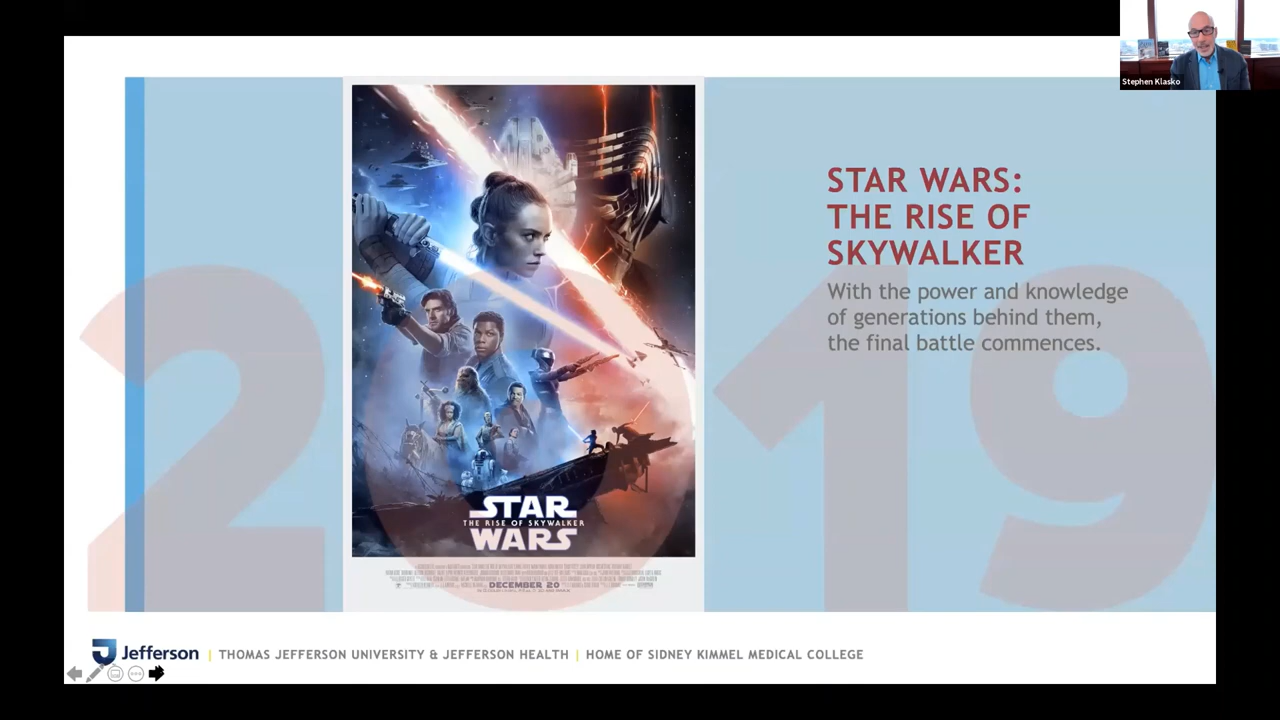 Stephen Klasko
2019
STAR WARS:
THE RISE OF
SKYWALKER
With the power and knowledge
of generations behind them,
the final battle commences.
STAR
THE RISE OF SKYWALKER
WARS
DECEMBER 20
Jefferson | THOMAS JEFFERSON UNIVERSITY & JEFFERSON HEALTH | HOME OF SIDNEY KIMMEL MEDICAL COLLEGE